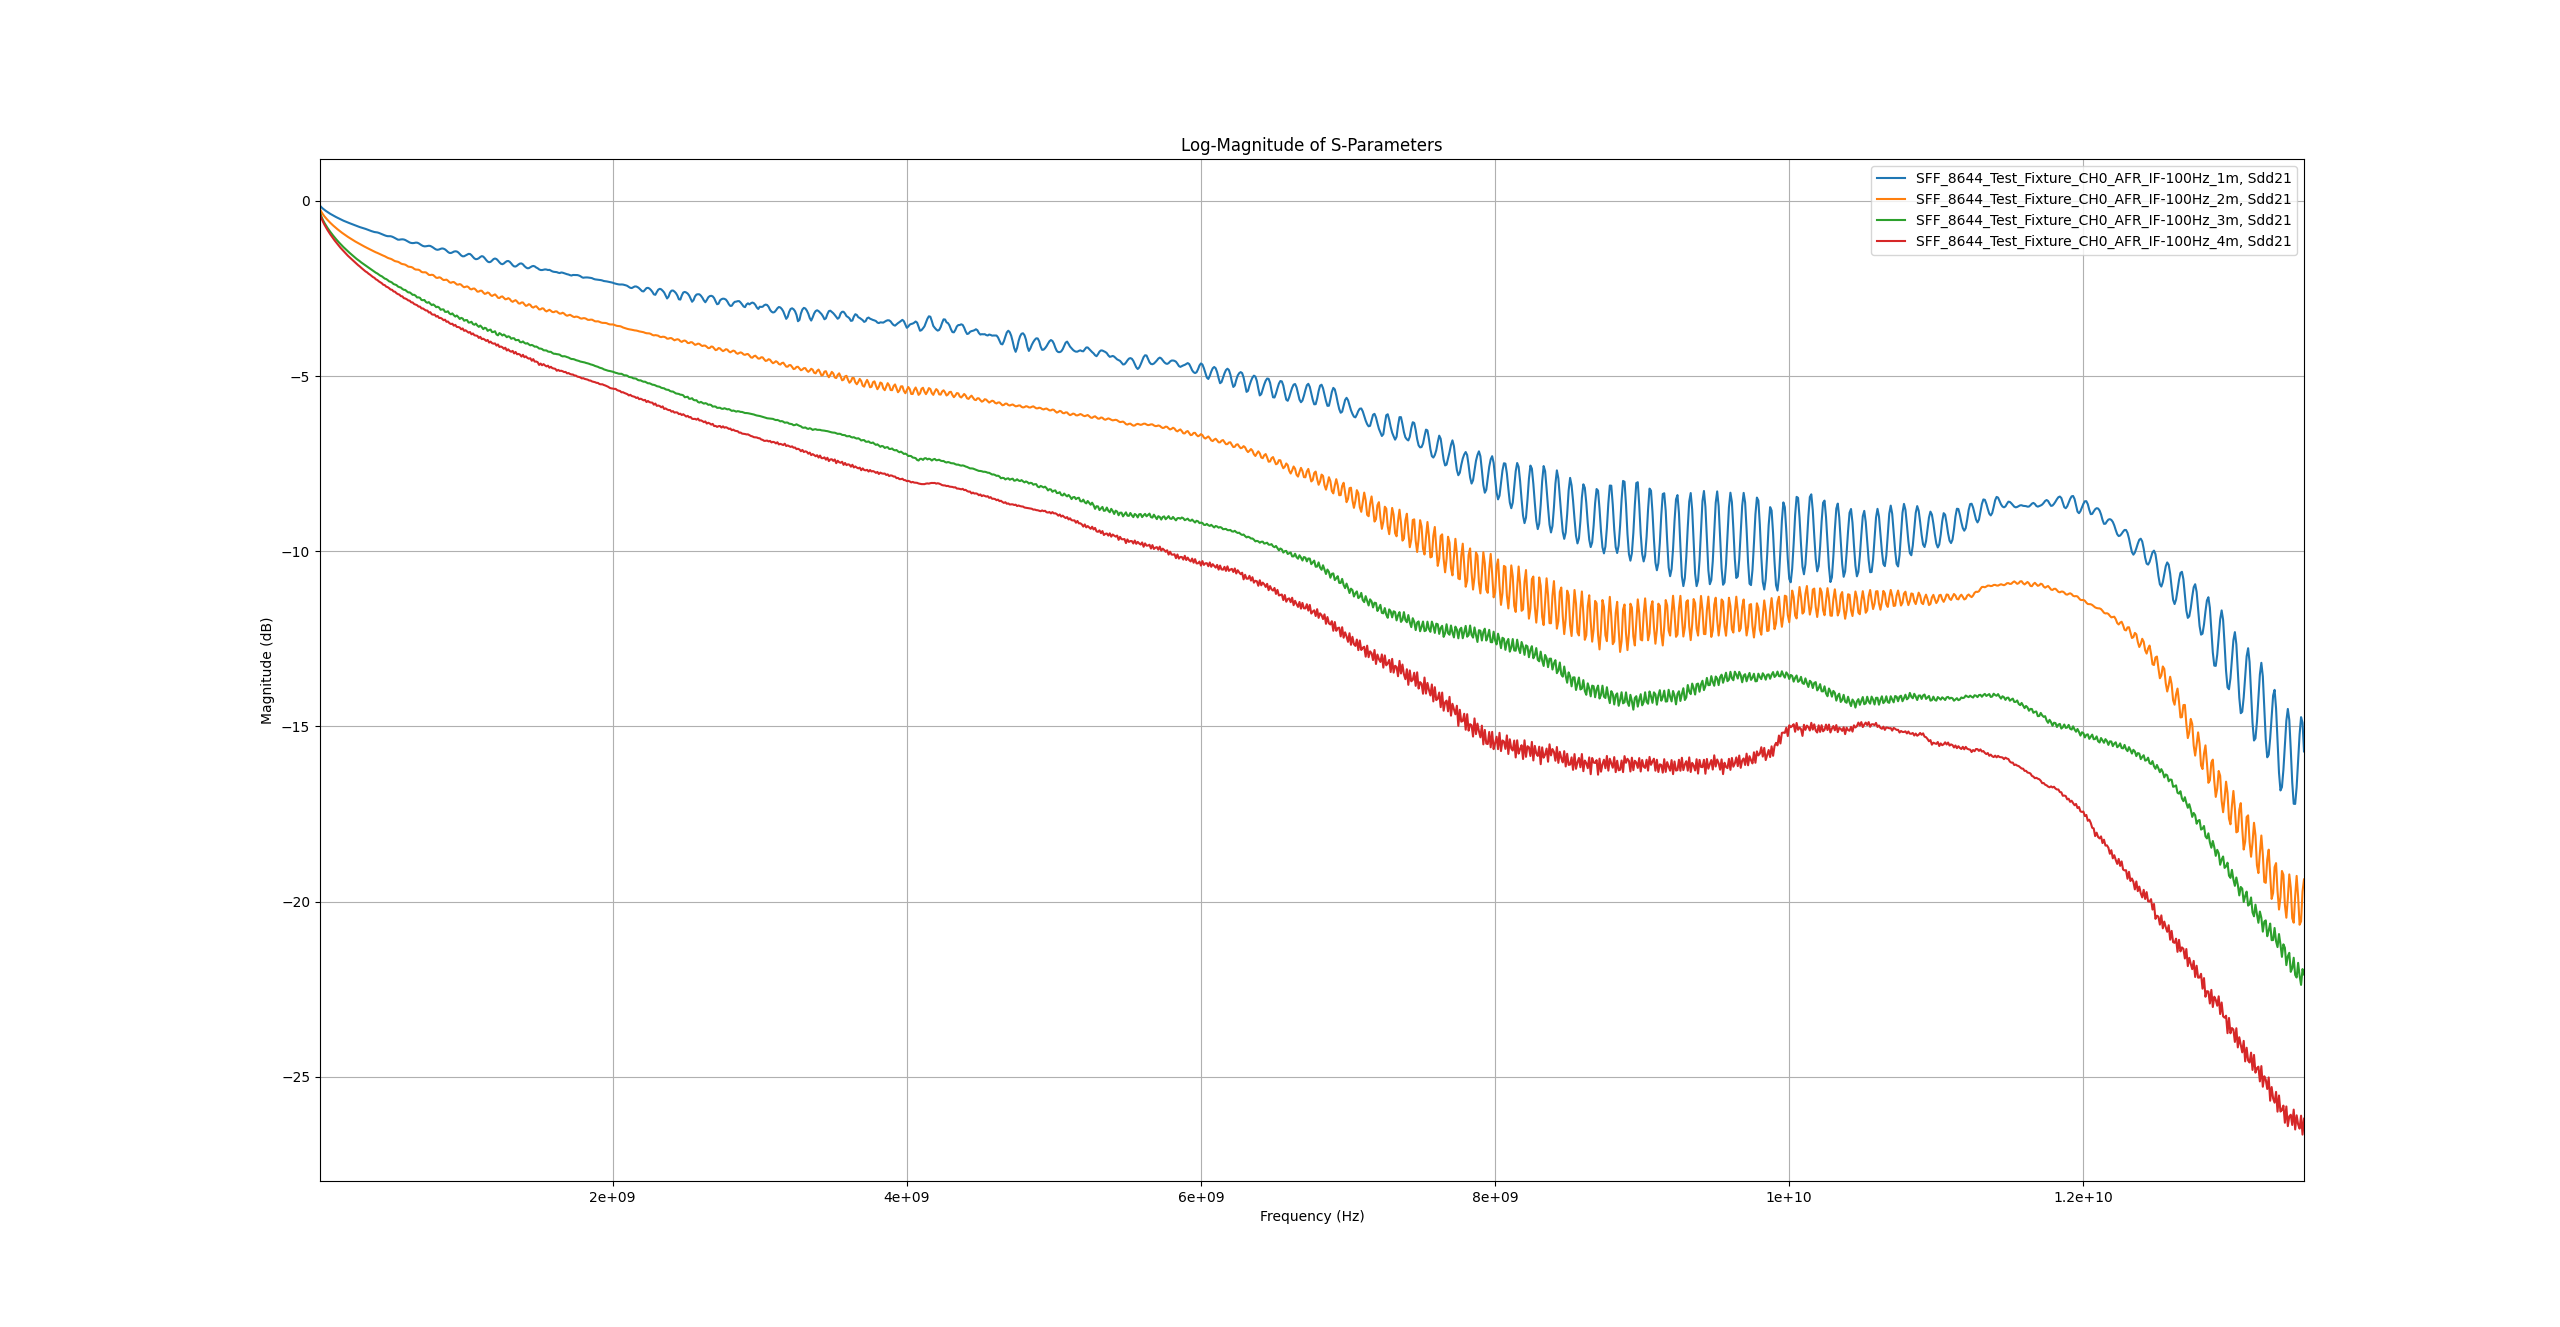 Log-Magnitude of S-Parameters
SFF_8644_Test_Fixture_CH0_AFR_IF-100Hz_1m, Sdd21
SFF_8644_Test_Fixture_CH0_AFR_IF-100Hz_2m, Sdd21
SFF_8644_Test_Fixture_CH0_AFR_IF-100Hz_3m, Sdd21
SFF_8644_Test_Fixture_CH0_AFR_IF-100Hz_4m, Sdd21
Magnitude (dB)
0
−5
−10
−15
−20
−25
2e+09 4e+09 6e+09 8e+09 1e+10 1.2e+10
Frequency (Hz)